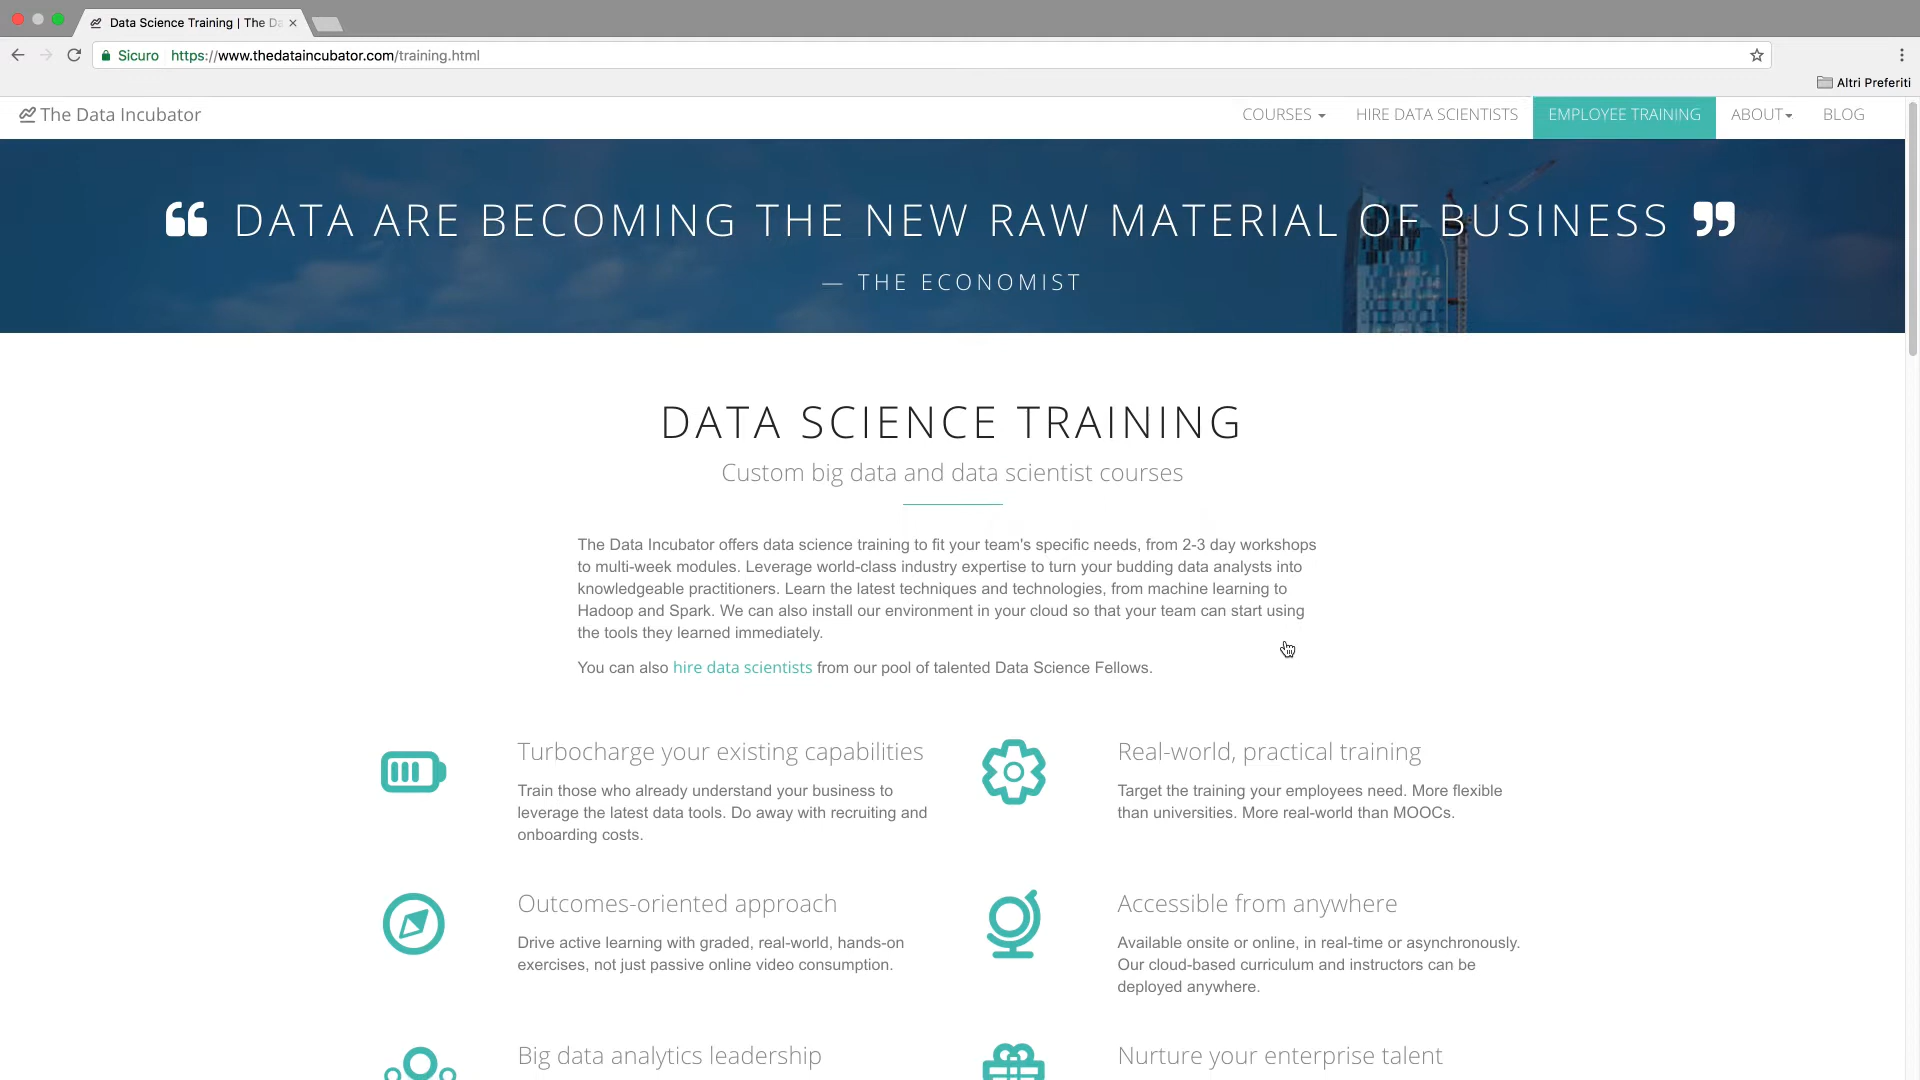 Data Science Training | The Da
Sicuro https://www.thedataincubator.com/training.html
Altri Preferiti
The Data Incubator COURSES HIRE DATA SCIENTISTS EMPLOYEE TRAINING ABOUT BLOG
“ DATA ARE BECOMING THE NEW RAW MATERIAL OF BUSINESS ”
— THE ECONOMIST
DATA SCIENCE TRAINING
Custom big data and data scientist courses
The Data Incubator offers data science training to fit your team's specific needs, from 2-3 day workshops
to multi-week modules. Leverage world-class industry expertise to turn your budding data analysts into
knowledgeable practitioners. Learn the latest techniques and technologies, from machine learning to
Hadoop and Spark. We can also install our environment in your cloud so that your team can start using
the tools they learned immediately.
You can also hire data scientists from our pool of talented Data Science Fellows.
Turbocharge your existing capabilities
Train those who already understand your business to
leverage the latest data tools. Do away with recruiting and
onboarding costs.
Real-world, practical training
Target the training your employees need. More flexible
than universities. More real-world than MOOCs.
Outcomes-oriented approach
Drive active learning with graded, real-world, hands-on
exercises, not just passive online video consumption.
Accessible from anywhere
Available onsite or online, in real-time or asynchronously.
Our cloud-based curriculum and instructors can be
deployed anywhere.
Big data analytics leadership
Nurture your enterprise talent